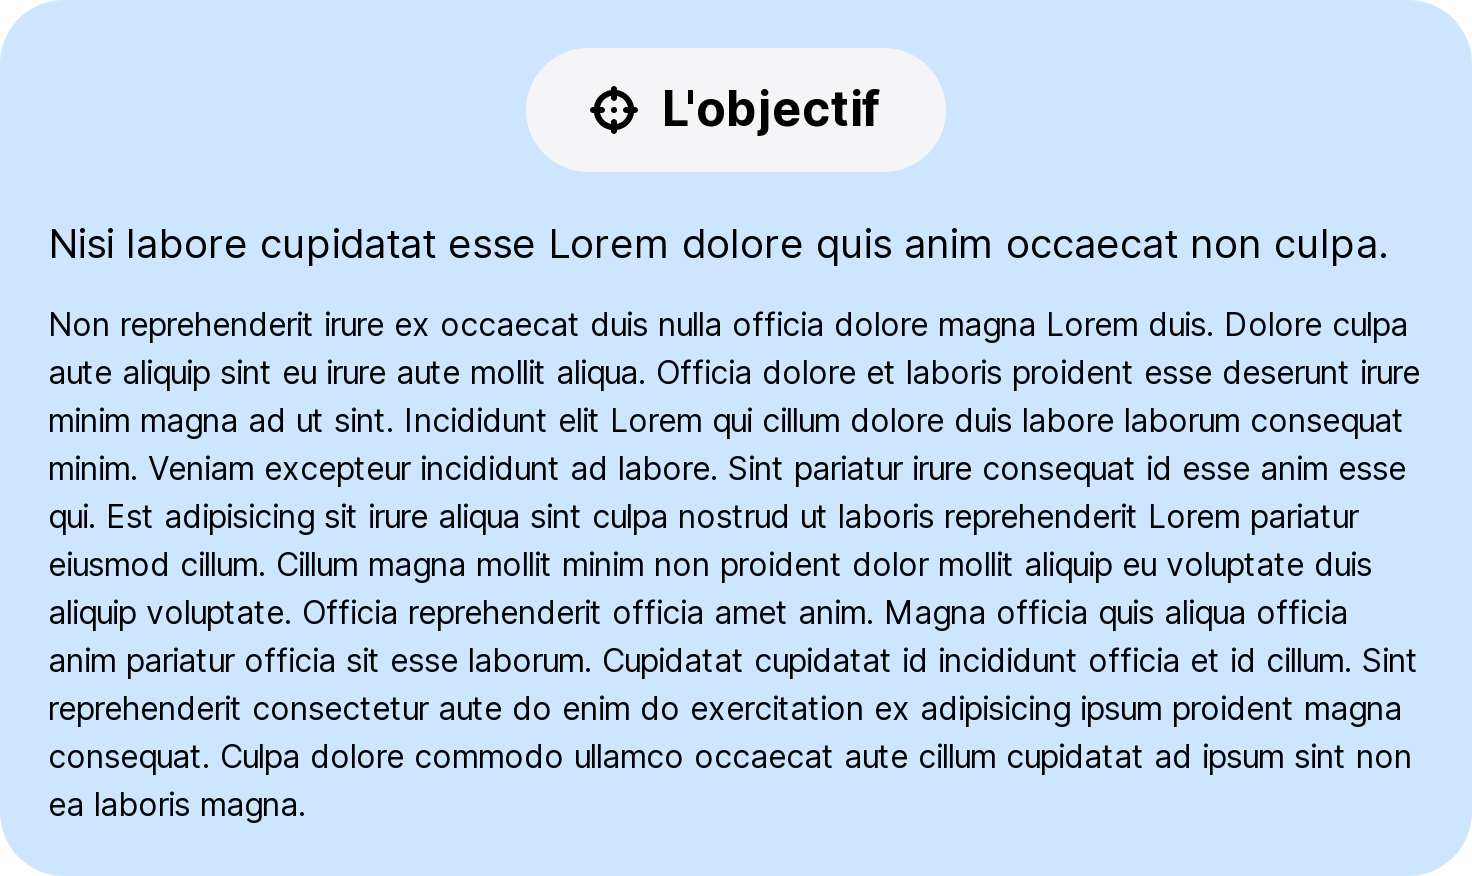 L'objectif
Nisi labore cupidatat esse Lorem dolore quis anim occaecat non culpa.
Non reprehenderit irure ex occaecat duis nulla officia dolore magna Lorem duis. Dolore culpa
aute aliquip sint eu irure aute mollit aliqua. Officia dolore et laboris proident esse deserunt irure
minim magna ad ut sint. Incididunt elit Lorem qui cillum dolore duis labore laborum consequat
minim. Veniam excepteur incididunt ad labore. Sint pariatur irure consequat id esse anim esse
qui. Est adipisicing sit irure aliqua sint culpa nostrud ut laboris reprehenderit Lorem pariatur
eiusmod cillum. Cillum magna mollit minim non proident dolor mollit aliquip eu voluptate duis
aliquip voluptate. Officia reprehenderit officia amet anim. Magna officia quis aliqua officia
anim pariatur officia sit esse laborum. Cupidatat cupidatat id incididunt officia et id cillum. Sint
reprehenderit consectetur aute do enim do exercitation ex adipisicing ipsum proident magna
consequat. Culpa dolore commodo ullamco occaecat aute cillum cupidatat ad ipsum sint non
ea laboris magna.